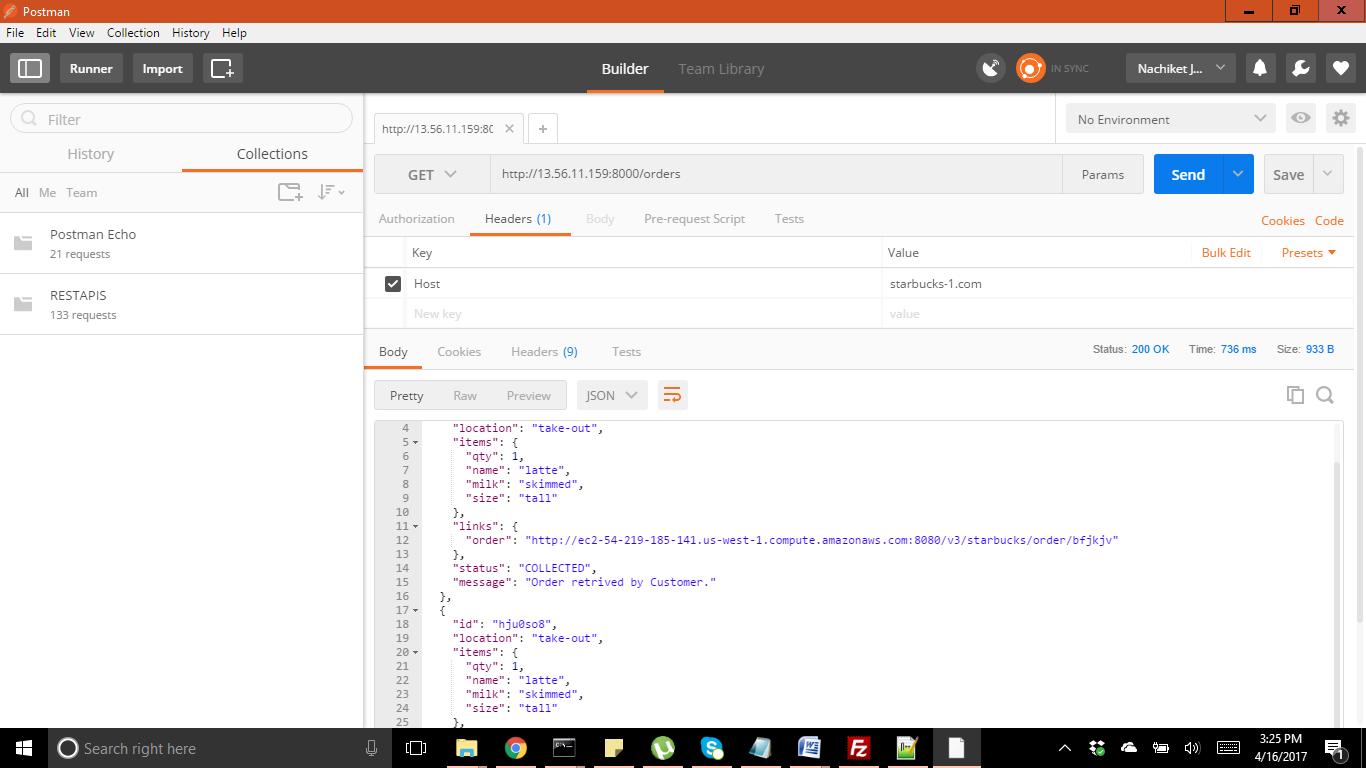 Postman
File Edit View Collection History Help
Runner Import Builder Team Library IN SYNC Nachiket J...
Filter
History Collections
All Me Team
Postman Echo
21 requests
RESTAPIS
133 requests
http://13.56.11.159:80 No Environment
GET http://13.56.11.159:8000/orders Params Send Save
Authorization Headers (1) Body Pre-request Script Tests Cookies Code
Key Value Bulk Edit Presets
Host starbucks-1.com
New key value
Body Cookies Headers (9) Tests Status: 200 OK Time: 736 ms Size: 933 B
Pretty Raw Preview JSON
4 "location": "take-out",
5 "items": {
6 "qty": 1,
7 "name": "latte",
8 "milk": "skimmed",
9 "size": "tall"
10 },
11 "links": {
12 "order": "http://ec2-54-219-185-141.us-west-1.compute.amazonaws.com:8080/v3/starbucks/order/bfjkjv"
13 },
14 "status": "COLLECTED",
15 "message": "Order retrived by Customer."
16 },
17 {
18 "id": "hju0so8",
19 "location": "take-out",
20 "items": {
21 "qty": 1,
22 "name": "latte",
23 "milk": "skimmed",
24 "size": "tall"
25 },
Search right here
3:25 PM
4/16/2017
1